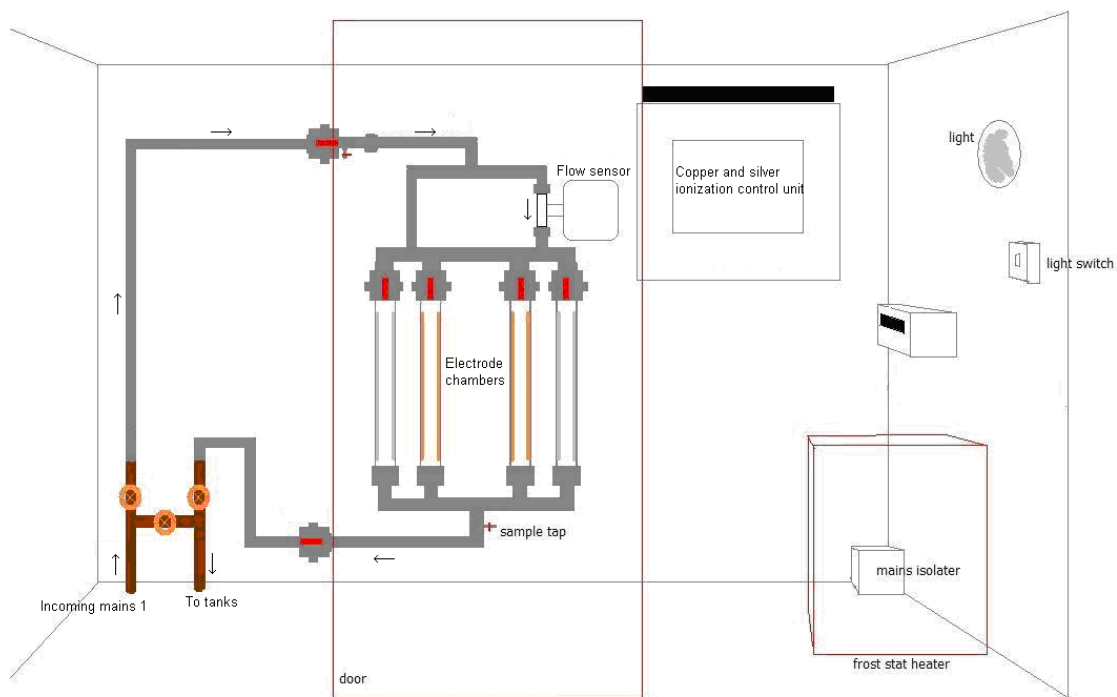 light
Flow sensor
Copper and silver
ionization control unit
light switch
Electrode
chambers
sample tap
mains isolater
Incoming mains 1
To tanks
frost stat heater
door